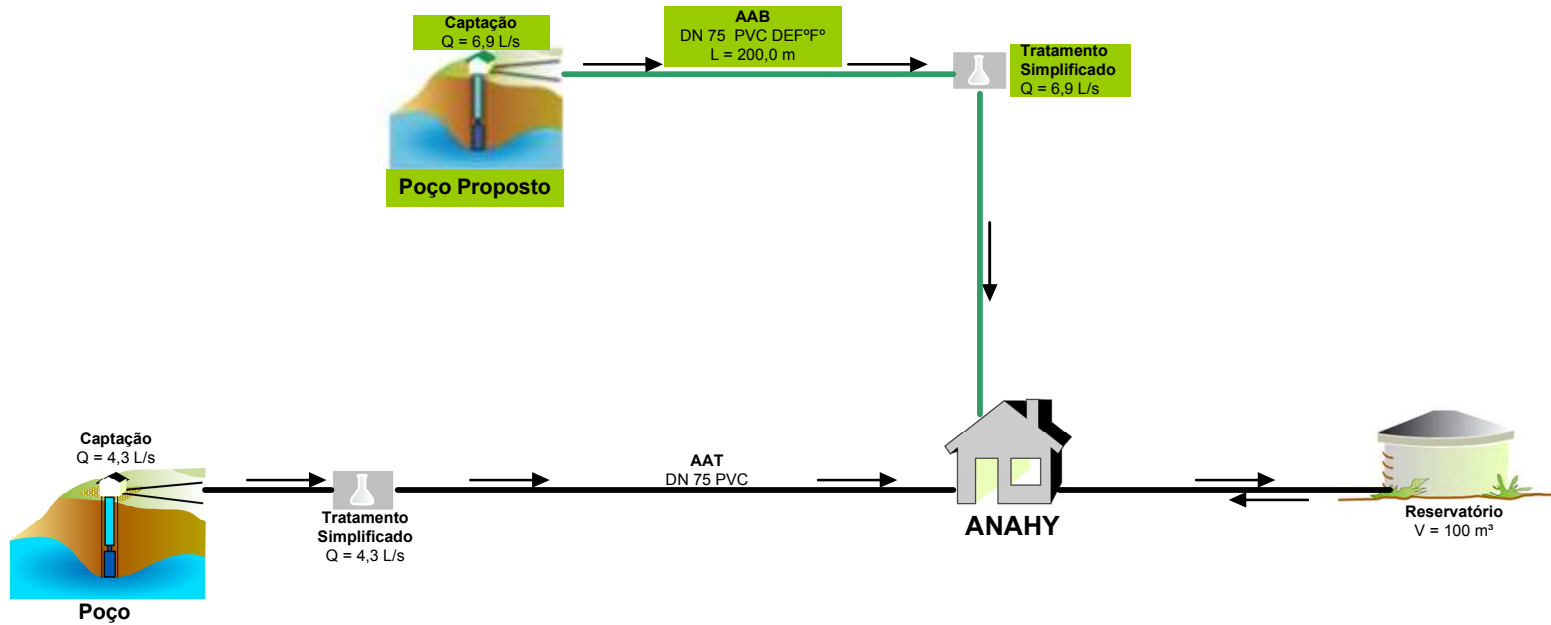 Captação
Q = 6,9 L/s
AAB
DN 75 PVC DEFºFº
L = 200,0 m
Tratamento
Simplificado
Q = 6,9 L/s
Poço Proposto
Captação
Q = 4,3 L/s
Tratamento
Simplificado
Q = 4,3 L/s
AAT
DN 75 PVC
ANAHY
Reservatório
V = 100 m³
Poço